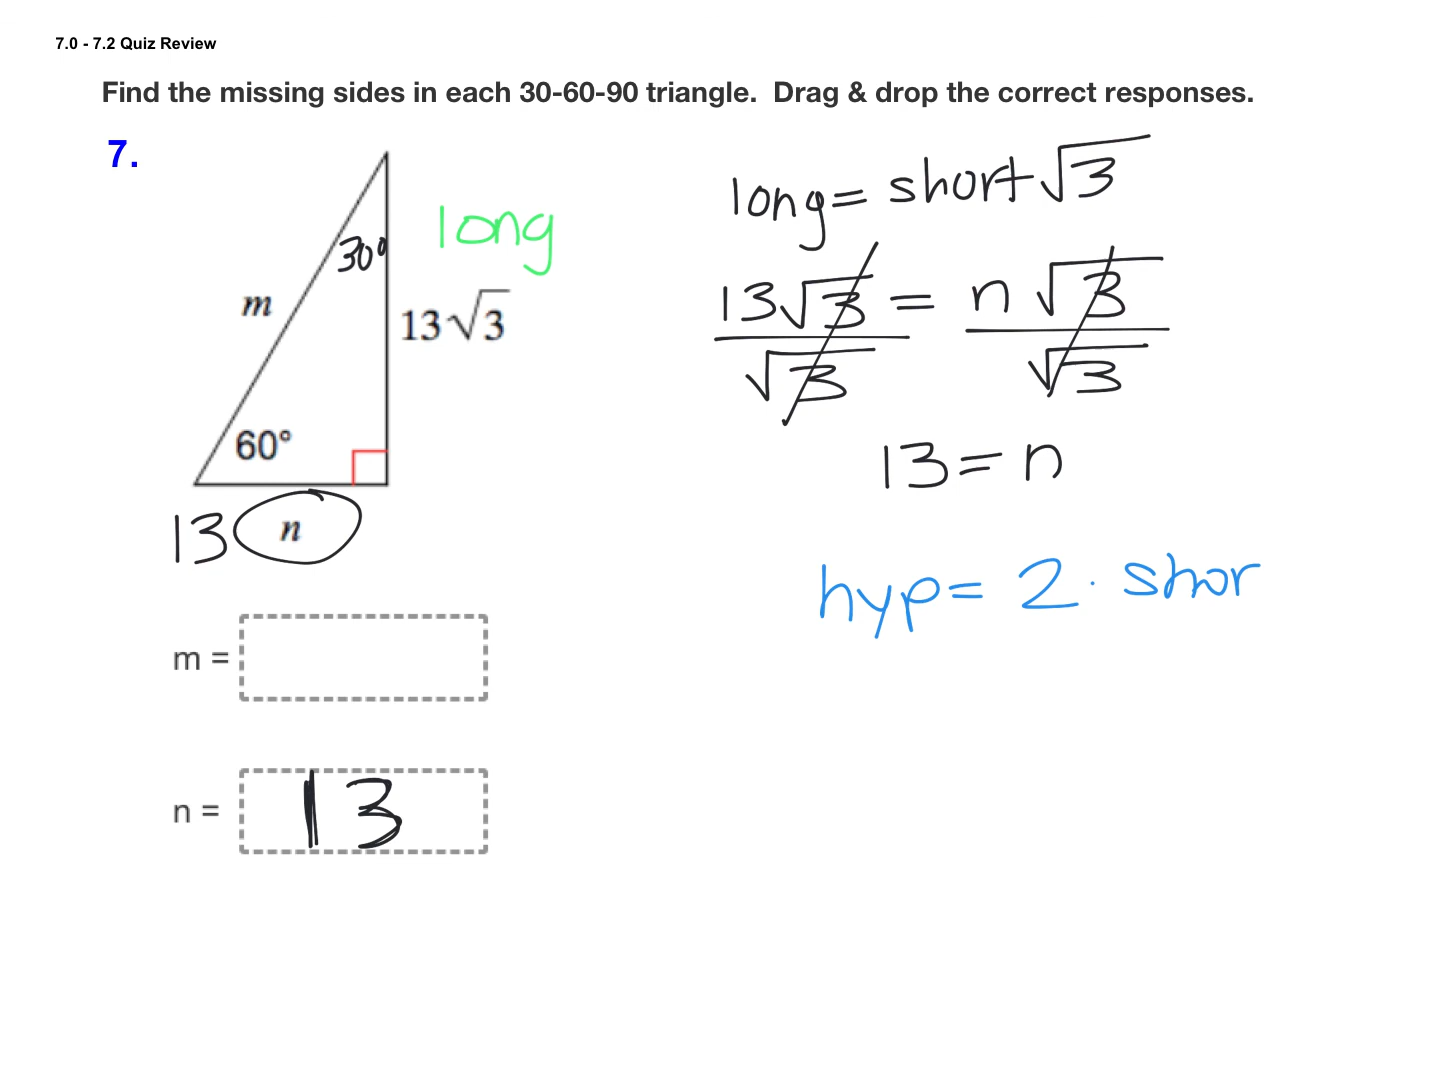 7.0 - 7.2 Quiz Review
Find the missing sides in each 30-60-90 triangle. Drag & drop the correct responses.
7.
long= short√3
long
30°
m
13√3
13√3 = n√3
√3 √3
60°
13=n
13 n
hyp= 2· shor
m =
n = 13